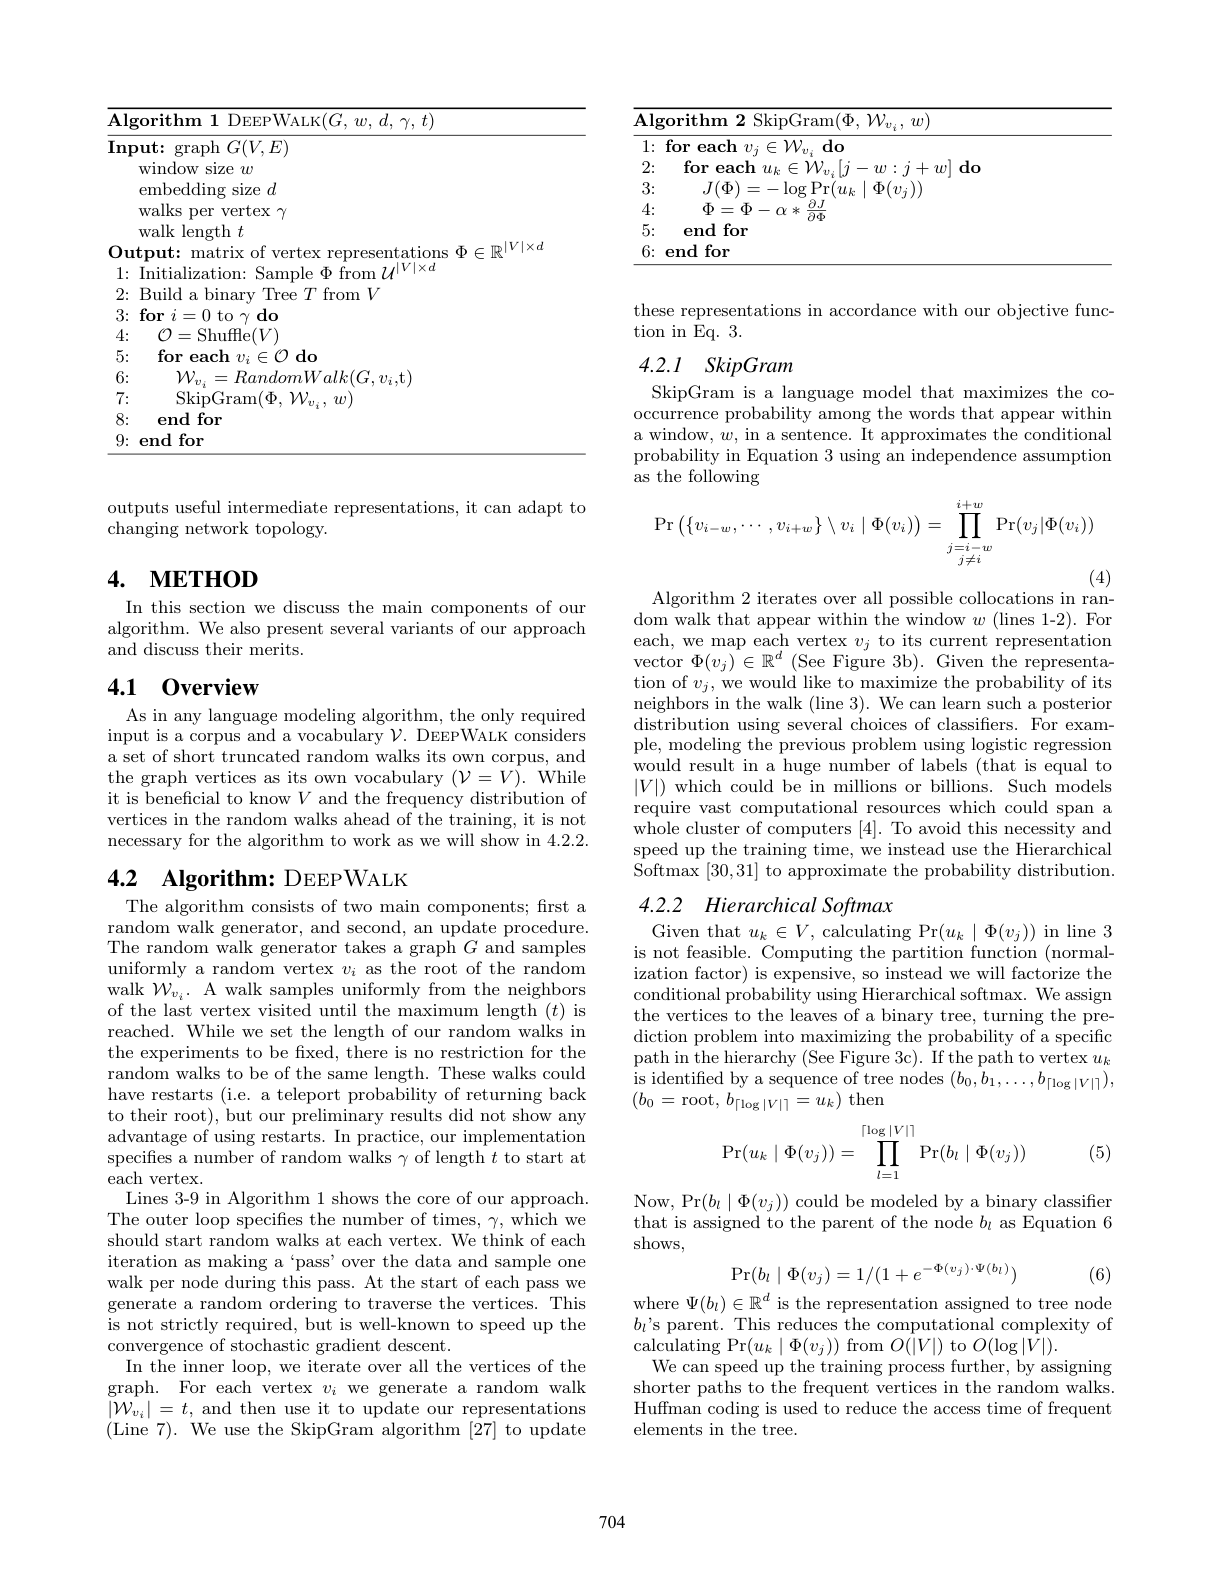 Algorithm 1 DEEPWALK(G, w, d, γ, t)
Input: graph G(V, E)
window size w
embedding size d
walks per vertex γ
walk length t
Output: matrix of vertex representations Φ ∈ ℝ^{|V|×d}
1: Initialization: Sample Φ from 𝒰^{|V|×d}
2: Build a binary Tree T from V
3: for i = 0 to γ do
4: 𝒪 = Shuffle(V)
5: for each v_i ∈ 𝒪 do
6: 𝒲_{v_i} = RandomWalk(G, v_i,t)
7: SkipGram(Φ, 𝒲_{v_i}, w)
8: end for
9: end for
outputs useful intermediate representations, it can adapt to
changing network topology.
4. METHOD
In this section we discuss the main components of our
algorithm. We also present several variants of our approach
and discuss their merits.
4.1 Overview
As in any language modeling algorithm, the only required
input is a corpus and a vocabulary 𝒱. DEEPWALK considers
a set of short truncated random walks its own corpus, and
the graph vertices as its own vocabulary (𝒱 = V). While
it is beneficial to know V and the frequency distribution of
vertices in the random walks ahead of the training, it is not
necessary for the algorithm to work as we will show in 4.2.2.
4.2 Algorithm: DEEPWALK
The algorithm consists of two main components; first a
random walk generator, and second, an update procedure.
The random walk generator takes a graph G and samples
uniformly a random vertex v_i as the root of the random
walk 𝒲_{v_i}. A walk samples uniformly from the neighbors
of the last vertex visited until the maximum length (t) is
reached. While we set the length of our random walks in
the experiments to be fixed, there is no restriction for the
random walks to be of the same length. These walks could
have restarts (i.e. a teleport probability of returning back
to their root), but our preliminary results did not show any
advantage of using restarts. In practice, our implementation
specifies a number of random walks γ of length t to start at
each vertex.
Lines 3-9 in Algorithm 1 shows the core of our approach.
The outer loop specifies the number of times, γ, which we
should start random walks at each vertex. We think of each
iteration as making a ‘pass’ over the data and sample one
walk per node during this pass. At the start of each pass we
generate a random ordering to traverse the vertices. This
is not strictly required, but is well-known to speed up the
convergence of stochastic gradient descent.
In the inner loop, we iterate over all the vertices of the
graph. For each vertex v_i we generate a random walk
|𝒲_{v_i}| = t, and then use it to update our representations
(Line 7). We use the SkipGram algorithm [27] to update
Algorithm 2 SkipGram(Φ, 𝒲_{v_i}, w)
1: for each v_j ∈ 𝒲_{v_i} do
2: for each u_k ∈ 𝒲_{v_i}[j − w : j + w] do
3: J(Φ) = − log Pr(u_k | Φ(v_j))
4: Φ = Φ − α * ∂J/∂Φ
5: end for
6: end for
these representations in accordance with our objective func-
tion in Eq. 3.
4.2.1 SkipGram
SkipGram is a language model that maximizes the co-
occurrence probability among the words that appear within
a window, w, in a sentence. It approximates the conditional
probability in Equation 3 using an independence assumption
as the following
Pr({v_{i−w}, ⋯ , v_{i+w}} \ v_i | Φ(v_i)) = ∏_{j=i−w, j≠i}^{i+w} Pr(v_j|Φ(v_i))
(4)
Algorithm 2 iterates over all possible collocations in ran-
dom walk that appear within the window w (lines 1-2). For
each, we map each vertex v_j to its current representation
vector Φ(v_j) ∈ ℝ^d (See Figure 3b). Given the representa-
tion of v_j, we would like to maximize the probability of its
neighbors in the walk (line 3). We can learn such a posterior
distribution using several choices of classifiers. For exam-
ple, modeling the previous problem using logistic regression
would result in a huge number of labels (that is equal to
|V|) which could be in millions or billions. Such models
require vast computational resources which could span a
whole cluster of computers [4]. To avoid this necessity and
speed up the training time, we instead use the Hierarchical
Softmax [30,31] to approximate the probability distribution.
4.2.2 Hierarchical Softmax
Given that u_k ∈ V, calculating Pr(u_k | Φ(v_j)) in line 3
is not feasible. Computing the partition function (normal-
ization factor) is expensive, so instead we will factorize the
conditional probability using Hierarchical softmax. We assign
the vertices to the leaves of a binary tree, turning the pre-
diction problem into maximizing the probability of a specific
path in the hierarchy (See Figure 3c). If the path to vertex u_k
is identified by a sequence of tree nodes (b_0, b_1, . . . , b_{⌈log |V|⌉}),
(b_0 = root, b_{⌈log |V|⌉} = u_k) then
Pr(u_k | Φ(v_j)) = ∏_{l=1}^{⌈log |V|⌉} Pr(b_l | Φ(v_j)) (5)
Now, Pr(b_l | Φ(v_j)) could be modeled by a binary classifier
that is assigned to the parent of the node b_l as Equation 6
shows,
Pr(b_l | Φ(v_j) = 1/(1 + e^{−Φ(v_j)·Ψ(b_l)}) (6)
where Ψ(b_l) ∈ ℝ^d is the representation assigned to tree node
b_l’s parent. This reduces the computational complexity of
calculating Pr(u_k | Φ(v_j)) from O(|V|) to O(log |V|).
We can speed up the training process further, by assigning
shorter paths to the frequent vertices in the random walks.
Huffman coding is used to reduce the access time of frequent
elements in the tree.
704